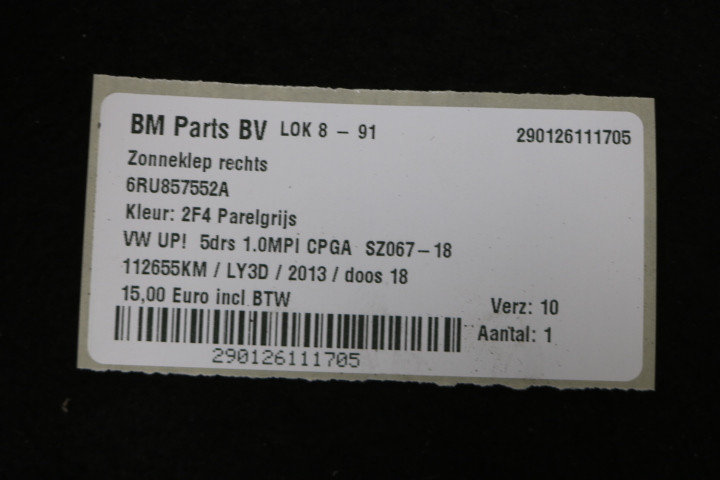 BM Parts BV LOK 8 - 91 290126111705
Zonneklep rechts
6RU857552A
Kleur: 2F4 Parelgrijs
VW UP! 5drs 1.0MPI CPGA SZ067-18
112655KM / LY3D / 2013 / doos 18
15,00 Euro incl BTW
Verz: 10
Aantal: 1
290126111705